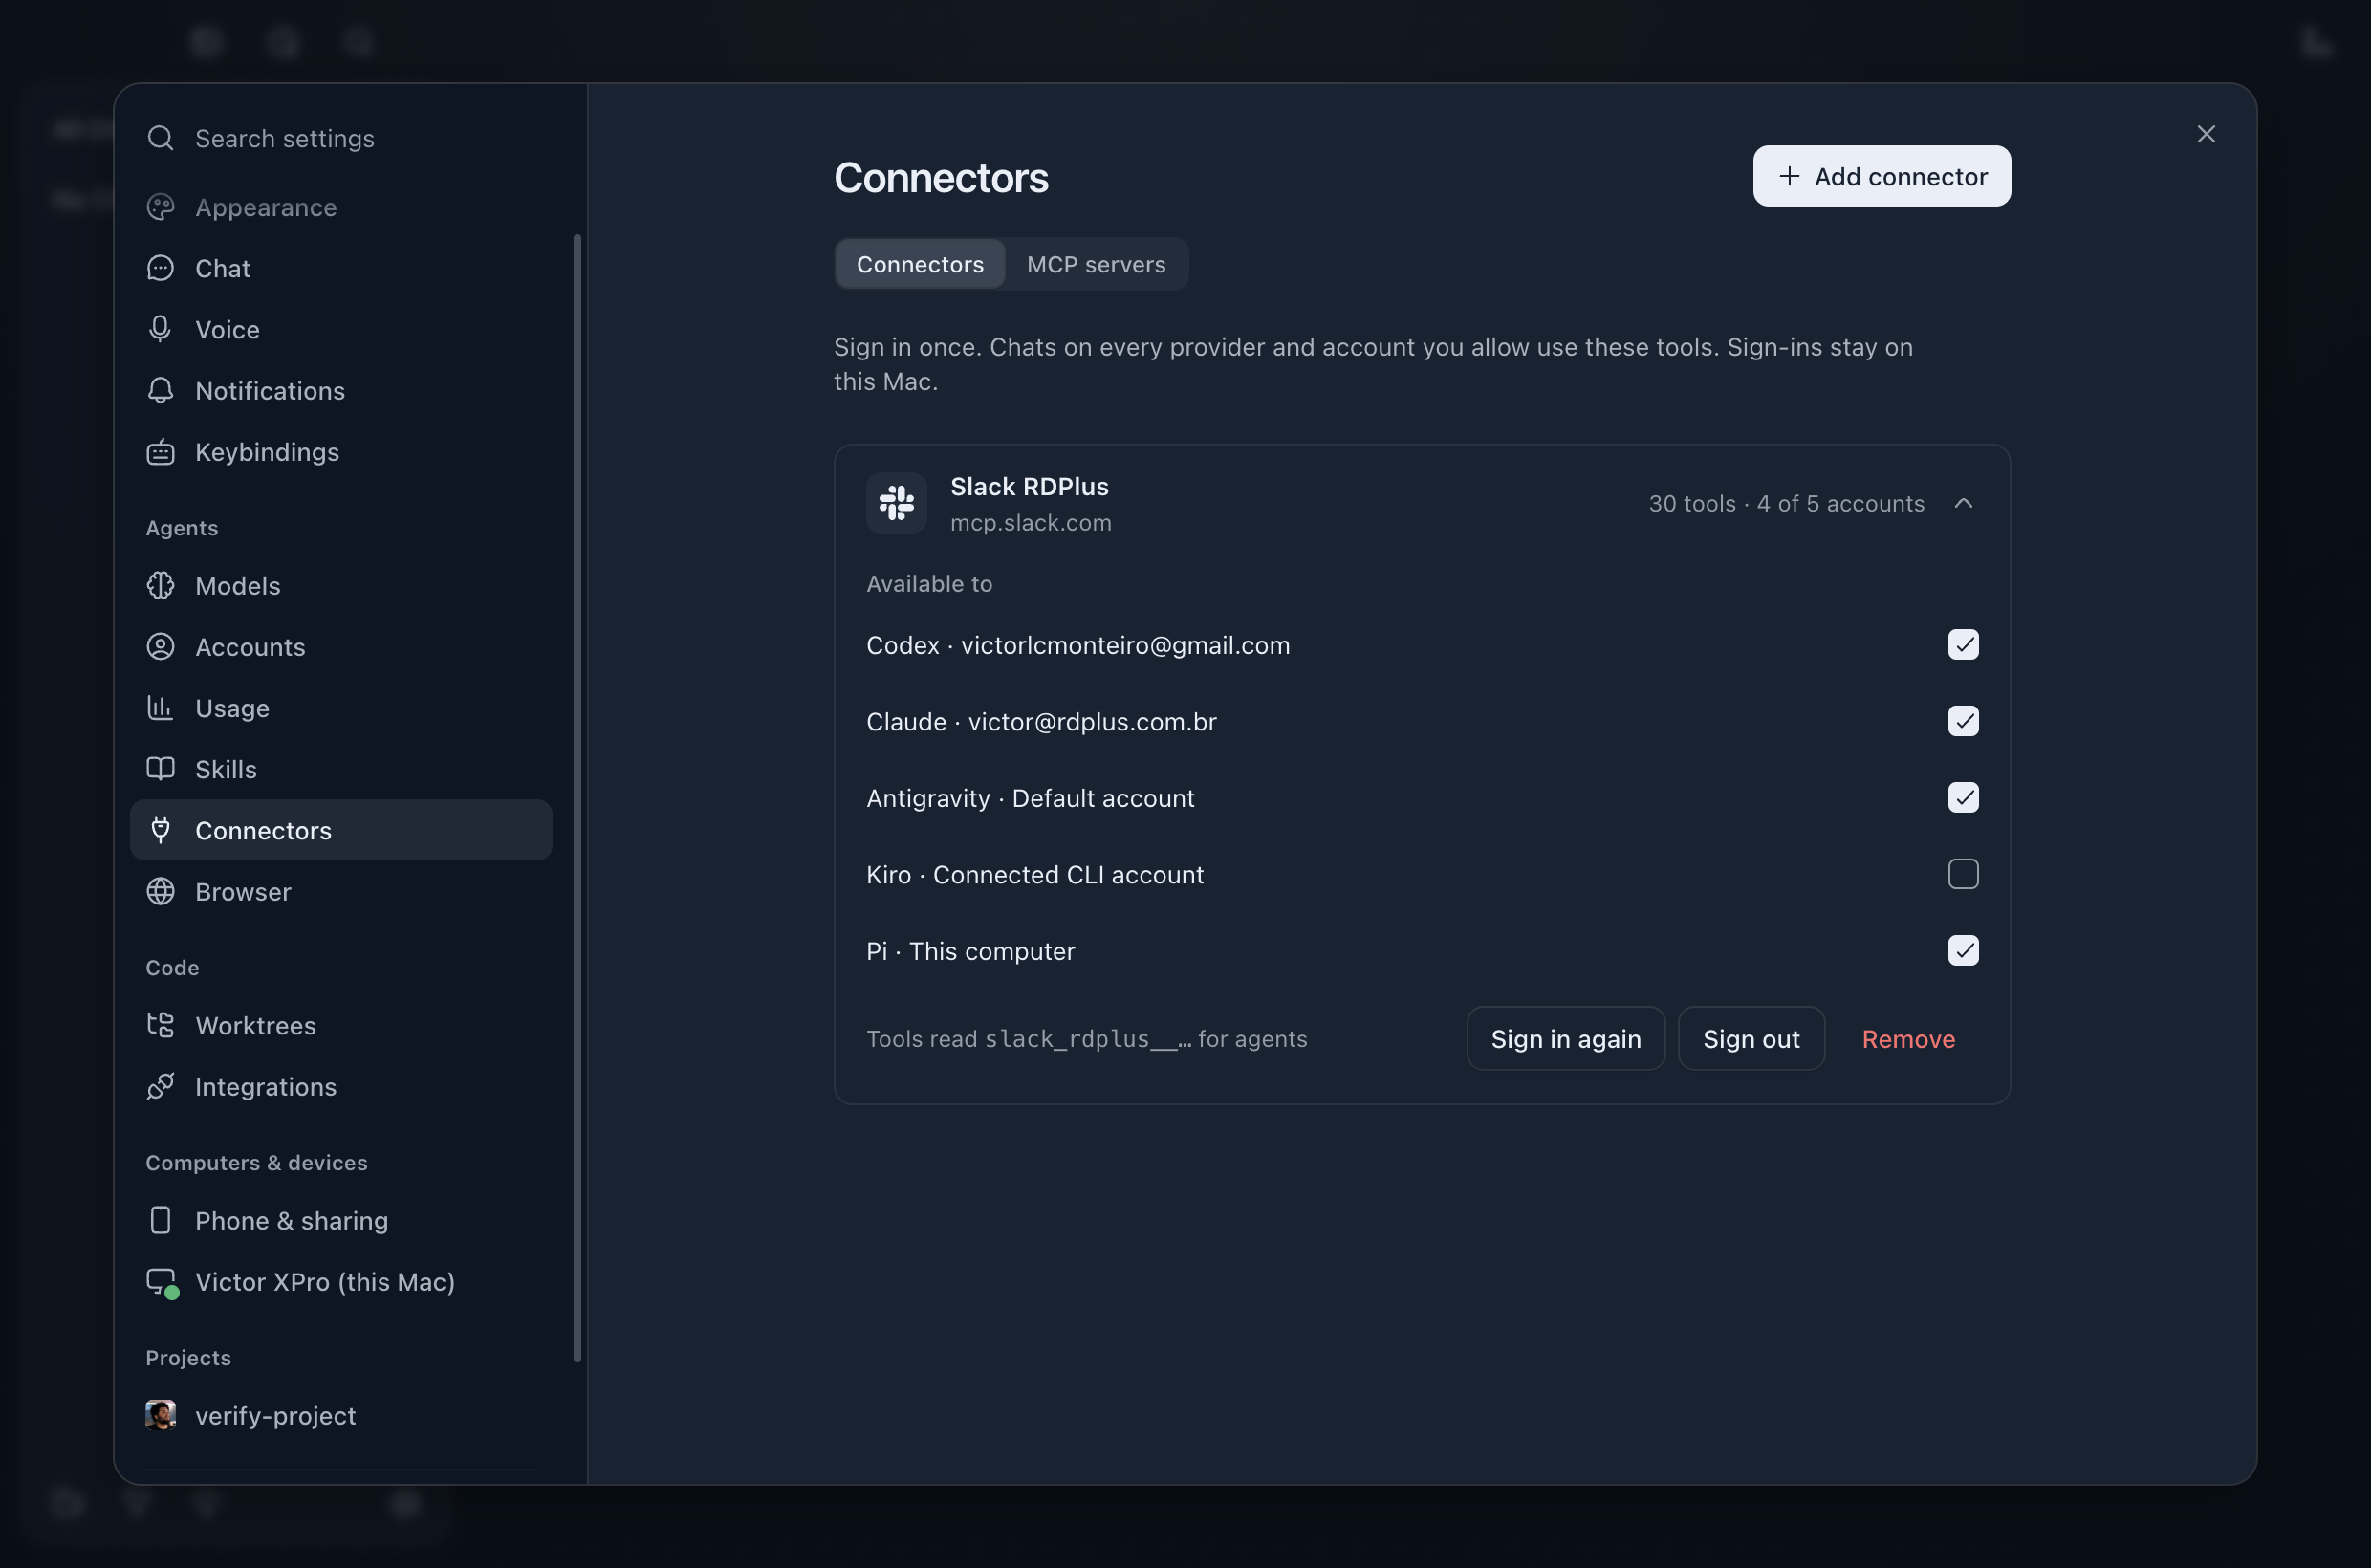 Search settings
Appearance
Chat
Voice
Notifications
Keybindings
Agents
Models
Accounts
Usage
Skills
Connectors
Browser
Code
Worktrees
Integrations
Computers & devices
Phone & sharing
Victor XPro (this Mac)
Projects
verify-project
Connectors
Add connector
Connectors
MCP servers
Sign in once. Chats on every provider and account you allow use these tools. Sign-ins stay on
this Mac.
Slack RDPlus
mcp.slack.com
30 tools · 4 of 5 accounts
Available to
Codex · victorlcmonteiro@gmail.com
Claude · victor@rdplus.com.br
Antigravity · Default account
Kiro · Connected CLI account
Pi · This computer
Tools read slack_rdplus__… for agents
Sign in again
Sign out
Remove